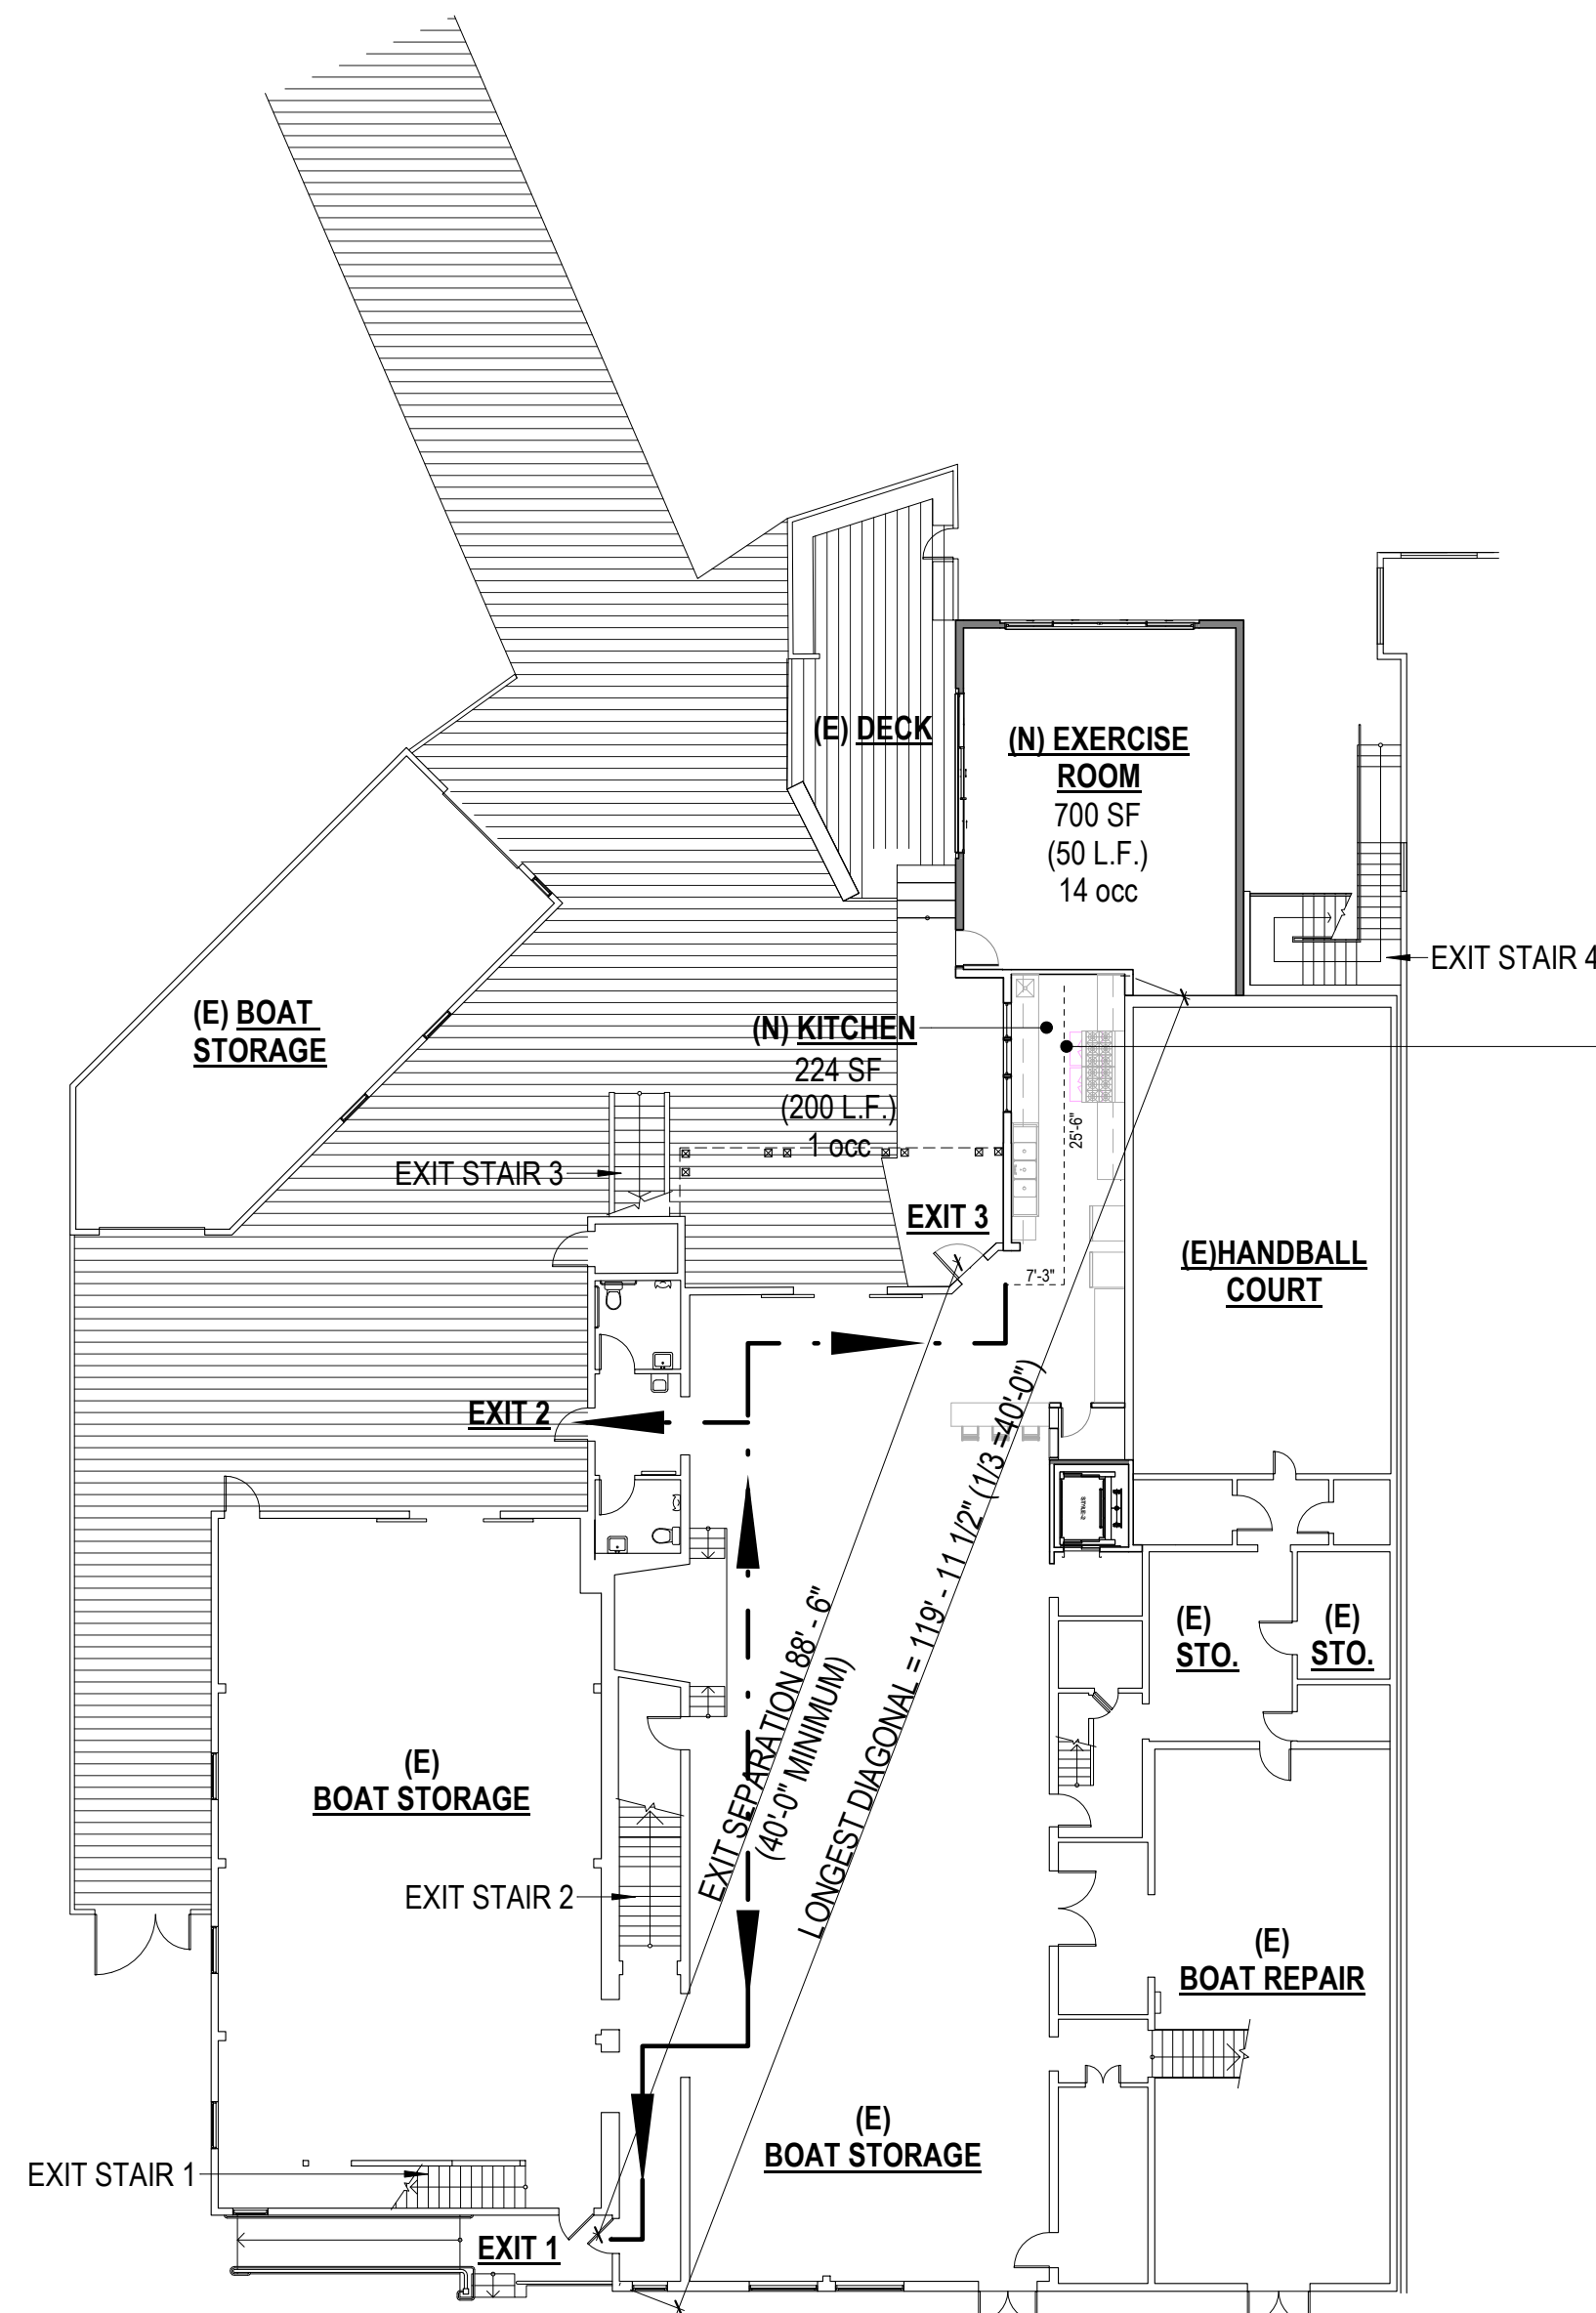 (E) DECK
(N) EXERCISE
ROOM
700 SF
(50 L.F.)
14 occ
EXIT STAIR 4
(E) BOAT
STORAGE
(N) KITCHEN
224 SF
(200 L.F.)
1 occ
25'-6"
EXIT STAIR 3
EXIT 3
7'-3"
(E)HANDBALL
COURT
EXIT 2
EXIT SEPARATION 88' - 6"
(40'-0" MINIMUM)
LONGEST DIAGONAL = 119' - 11 1/2" (1/3 =40'-0")
(E)
STO.
(E)
STO.
(E)
BOAT STORAGE
EXIT STAIR 2
(E)
BOAT REPAIR
(E)
BOAT STORAGE
EXIT STAIR 1
EXIT 1